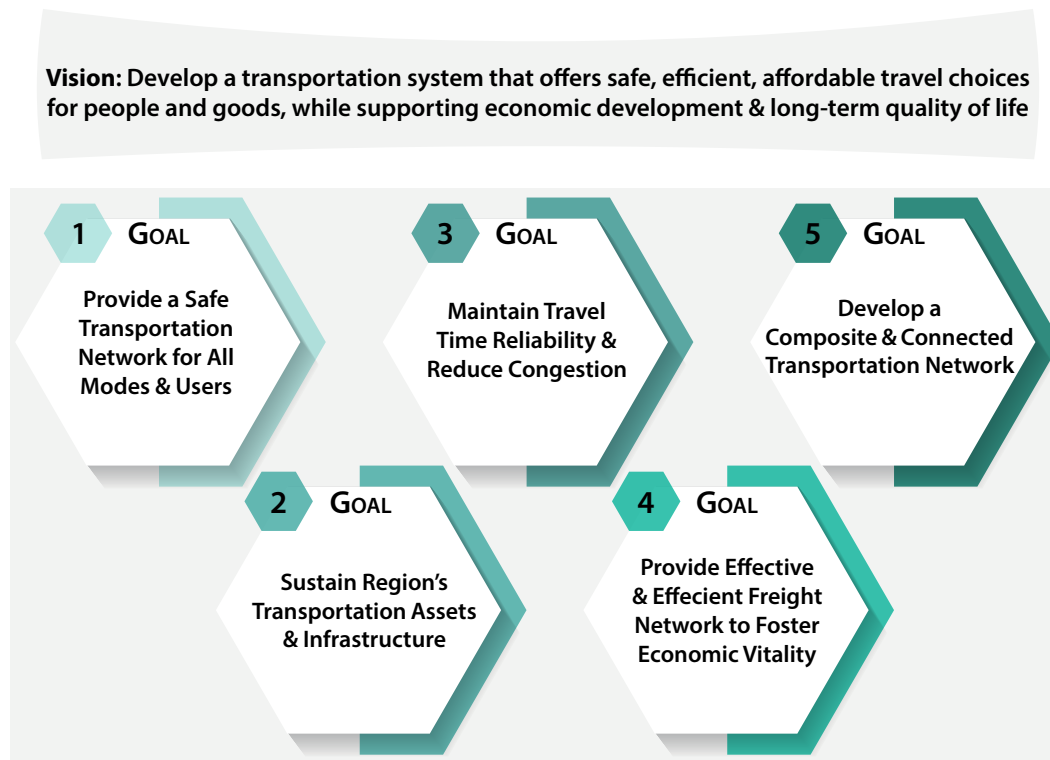 Vision: Develop a transportation system that offers safe, efficient, affordable travel choices
for people and goods, while supporting economic development & long-term quality of life
1 GOAL
Provide a Safe
Transportation
Network for All
Modes & Users
2 GOAL
Sustain Region's
Transportation Assets
& Infrastructure
3 GOAL
Maintain Travel
Time Reliability &
Reduce Congestion
4 GOAL
Provide Effective
& Effecient Freight
Network to Foster
Economic Vitality
5 GOAL
Develop a
Composite & Connected
Transportation Network